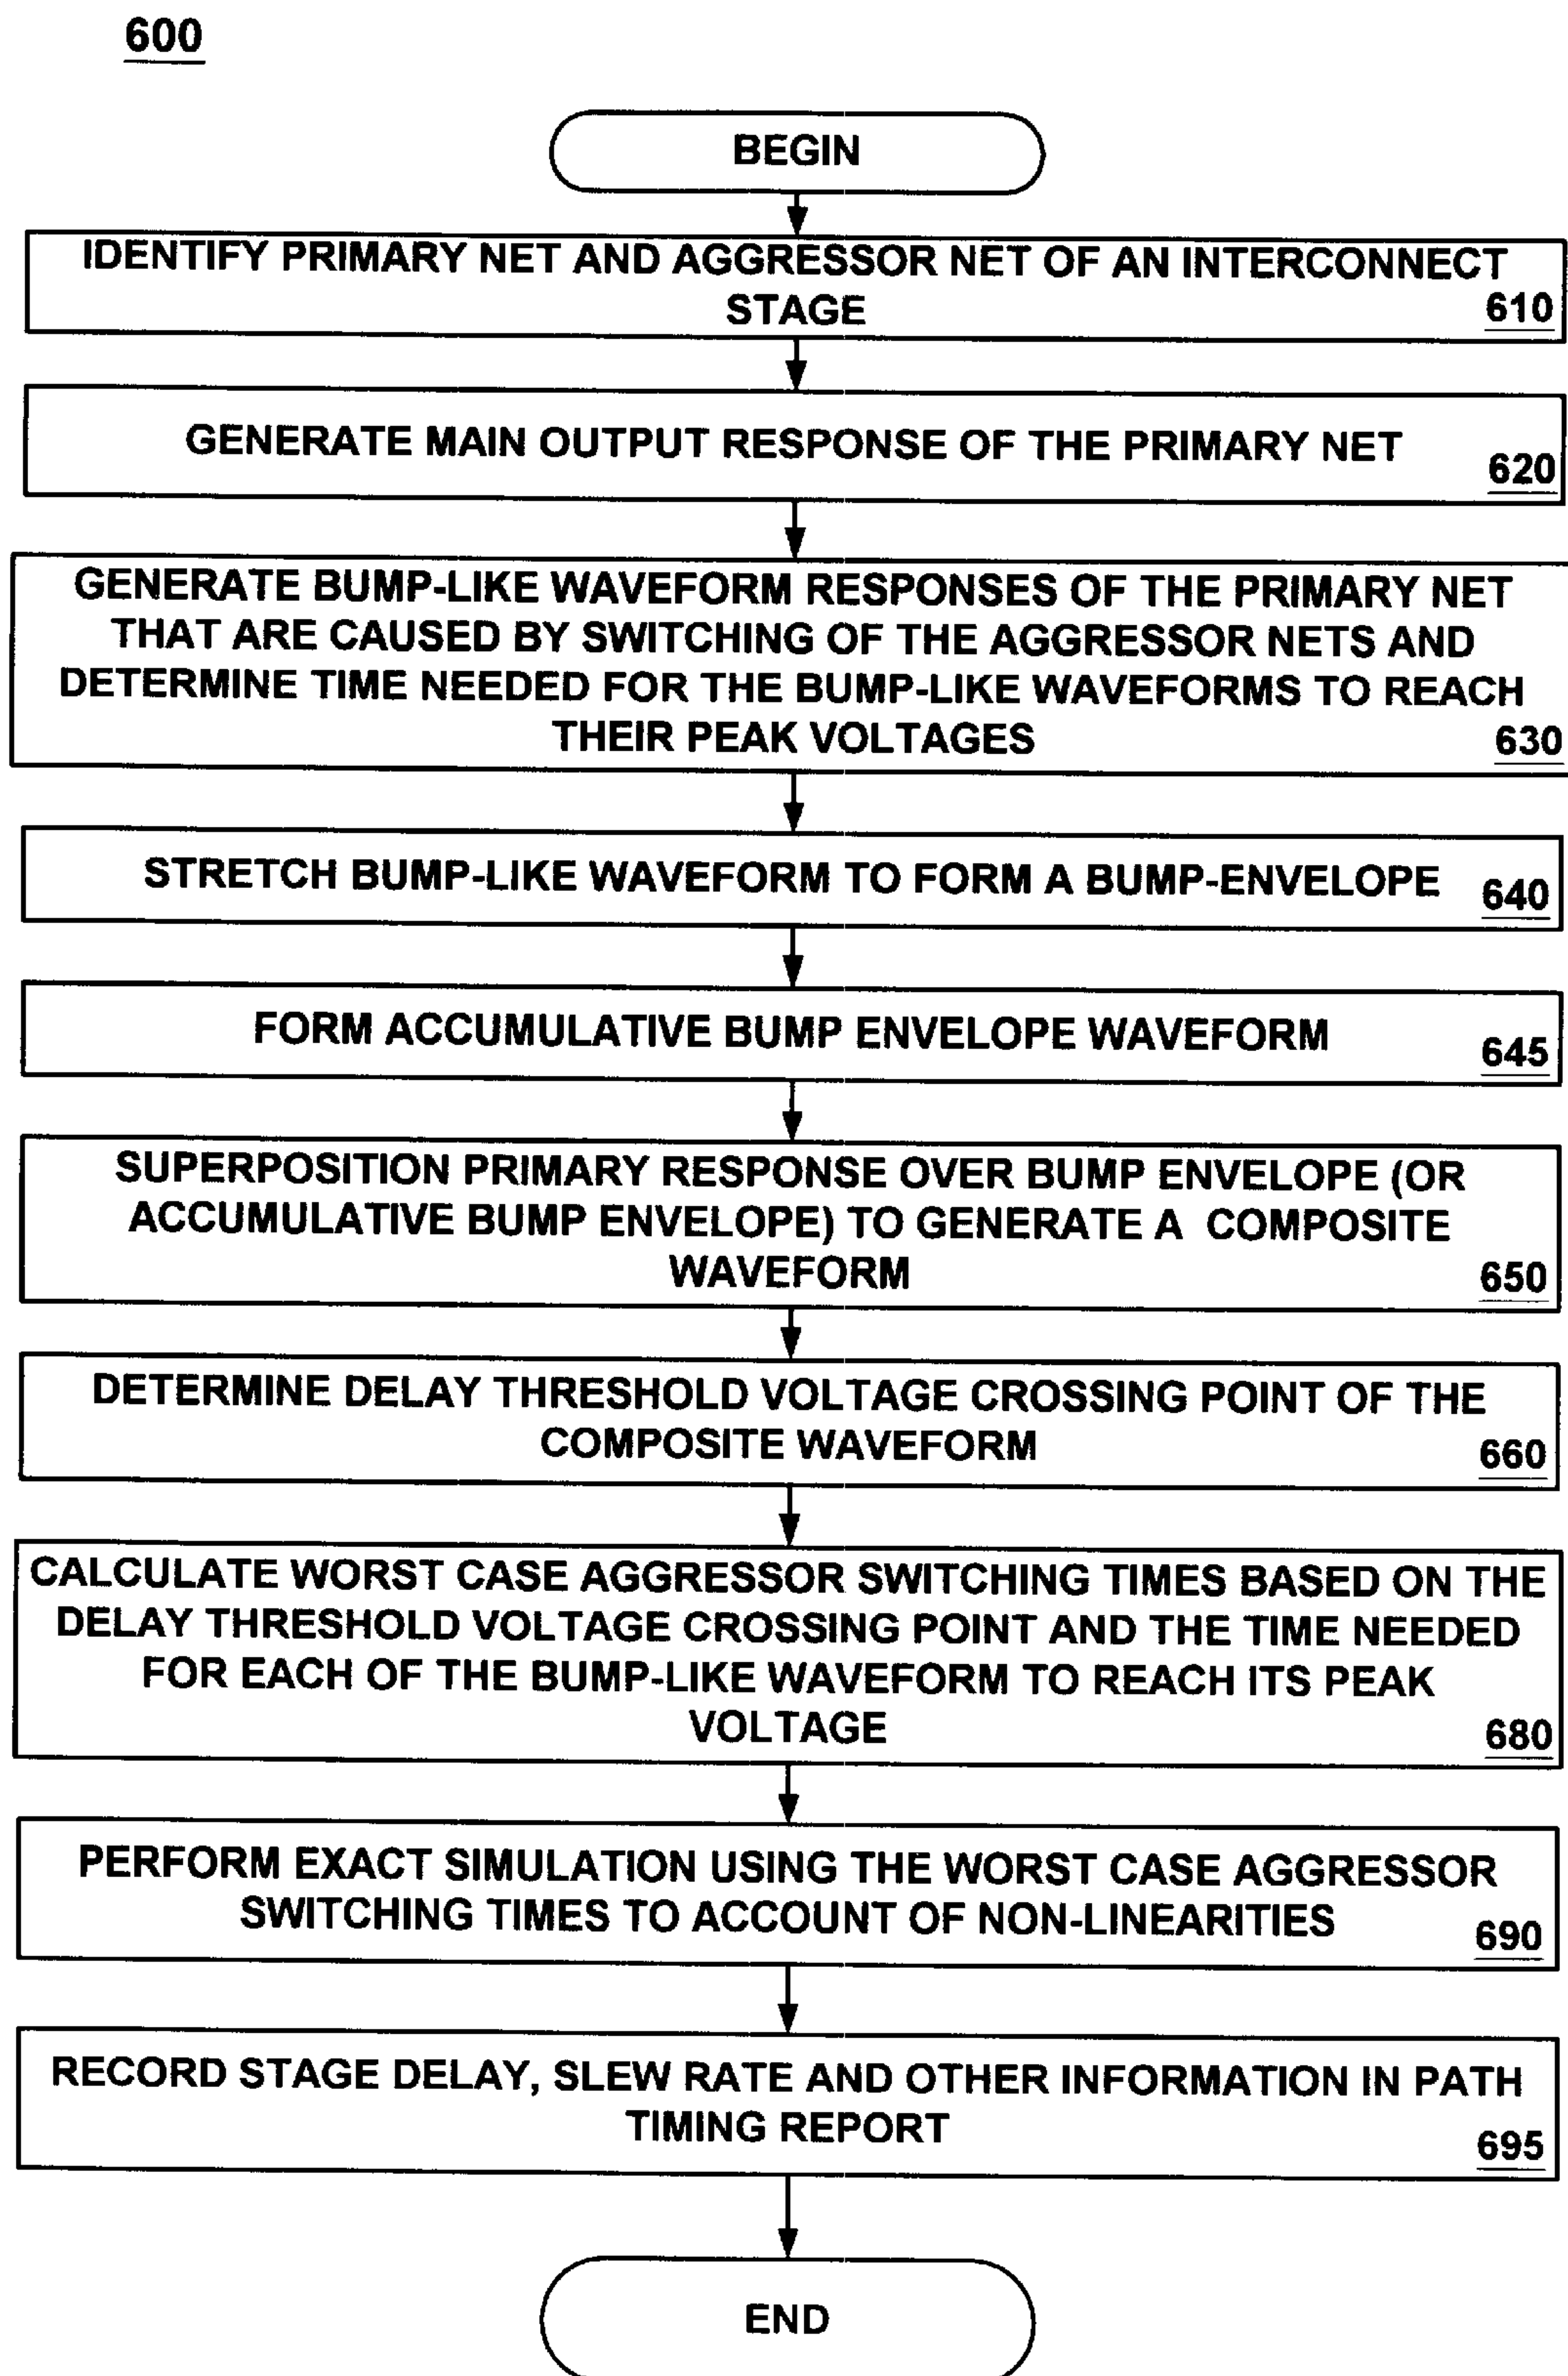 600
BEGIN
IDENTIFY PRIMARY NET AND AGGRESSOR NET OF AN INTERCONNECT
STAGE
610
GENERATE MAIN OUTPUT RESPONSE OF THE PRIMARY NET
620
GENERATE BUMP-LIKE WAVEFORM RESPONSES OF THE PRIMARY NET
THAT ARE CAUSED BY SWITCHING OF THE AGGRESSOR NETS AND
DETERMINE TIME NEEDED FOR THE BUMP-LIKE WAVEFORMS TO REACH
THEIR PEAK VOLTAGES
630
STRETCH BUMP-LIKE WAVEFORM TO FORM A BUMP-ENVELOPE
640
FORM ACCUMULATIVE BUMP ENVELOPE WAVEFORM
645
SUPERPOSITION PRIMARY RESPONSE OVER BUMP ENVELOPE (OR
ACCUMULATIVE BUMP ENVELOPE) TO GENERATE A COMPOSITE
WAVEFORM
650
DETERMINE DELAY THRESHOLD VOLTAGE CROSSING POINT OF THE
COMPOSITE WAVEFORM
660
CALCULATE WORST CASE AGGRESSOR SWITCHING TIMES BASED ON THE
DELAY THRESHOLD VOLTAGE CROSSING POINT AND THE TIME NEEDED
FOR EACH OF THE BUMP-LIKE WAVEFORM TO REACH ITS PEAK
VOLTAGE
680
PERFORM EXACT SIMULATION USING THE WORST CASE AGGRESSOR
SWITCHING TIMES TO ACCOUNT OF NON-LINEARITIES
690
RECORD STAGE DELAY, SLEW RATE AND OTHER INFORMATION IN PATH
TIMING REPORT
695
END